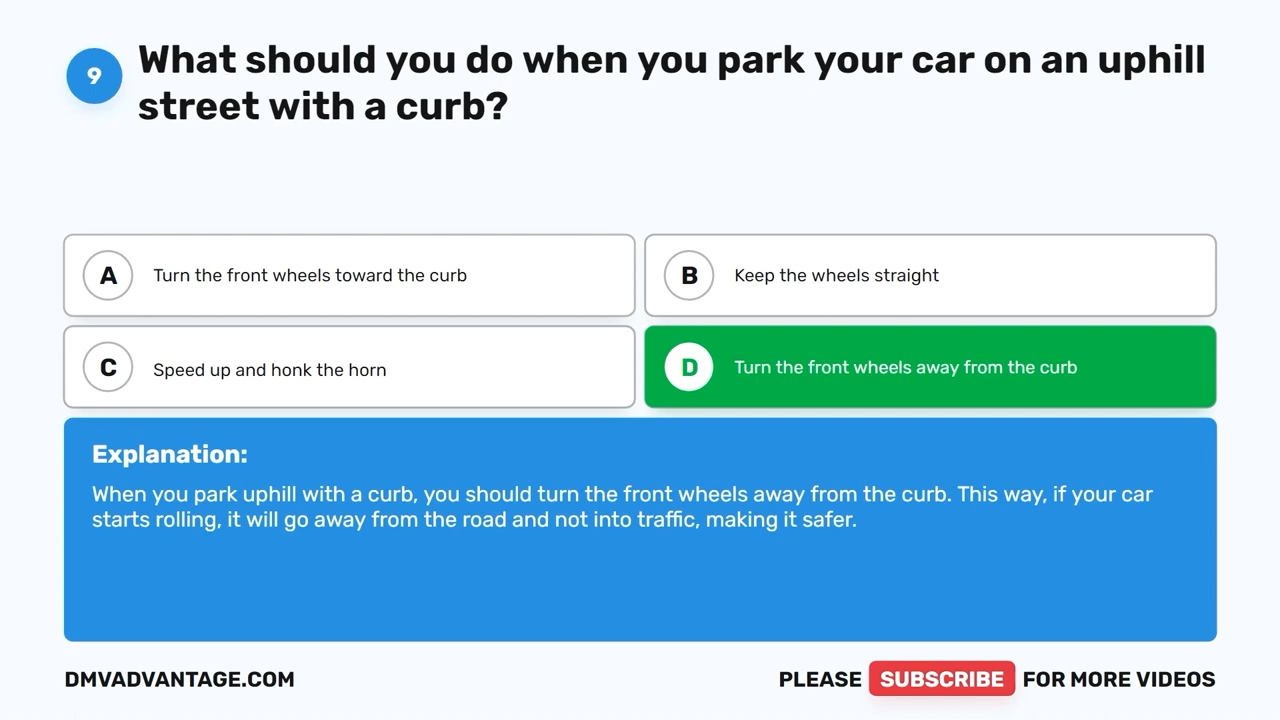 9
What should you do when you park your car on an uphill
street with a curb?
A
Turn the front wheels toward the curb
B
Keep the wheels straight
C
Speed up and honk the horn
D
Turn the front wheels away from the curb
Explanation:
When you park uphill with a curb, you should turn the front wheels away from the curb. This way, if your car
starts rolling, it will go away from the road and not into traffic, making it safer.
DMVADVANTAGE.COM
PLEASE SUBSCRIBE FOR MORE VIDEOS